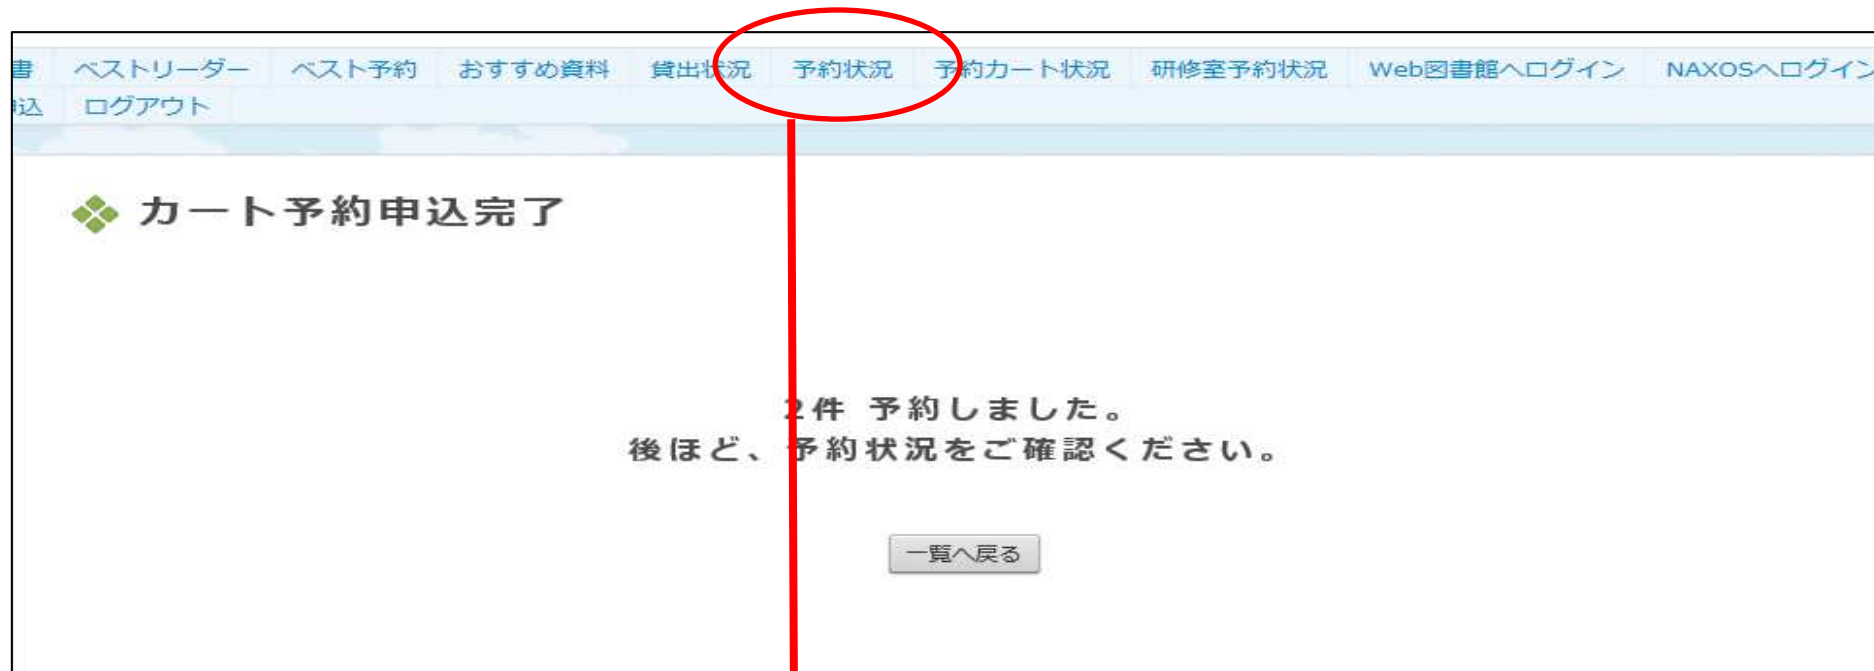 書 ベストリーダー ベスト予約 おすすめ資料 貸出状況 予約状況 予約カート状況 研修室予約状況 Web図書館へログイン NAXOSへログイン
込 ログアウト
カート予約申込完了
2件 予約しました。
後ほど、予約状況をご確認ください。
一覧へ戻る